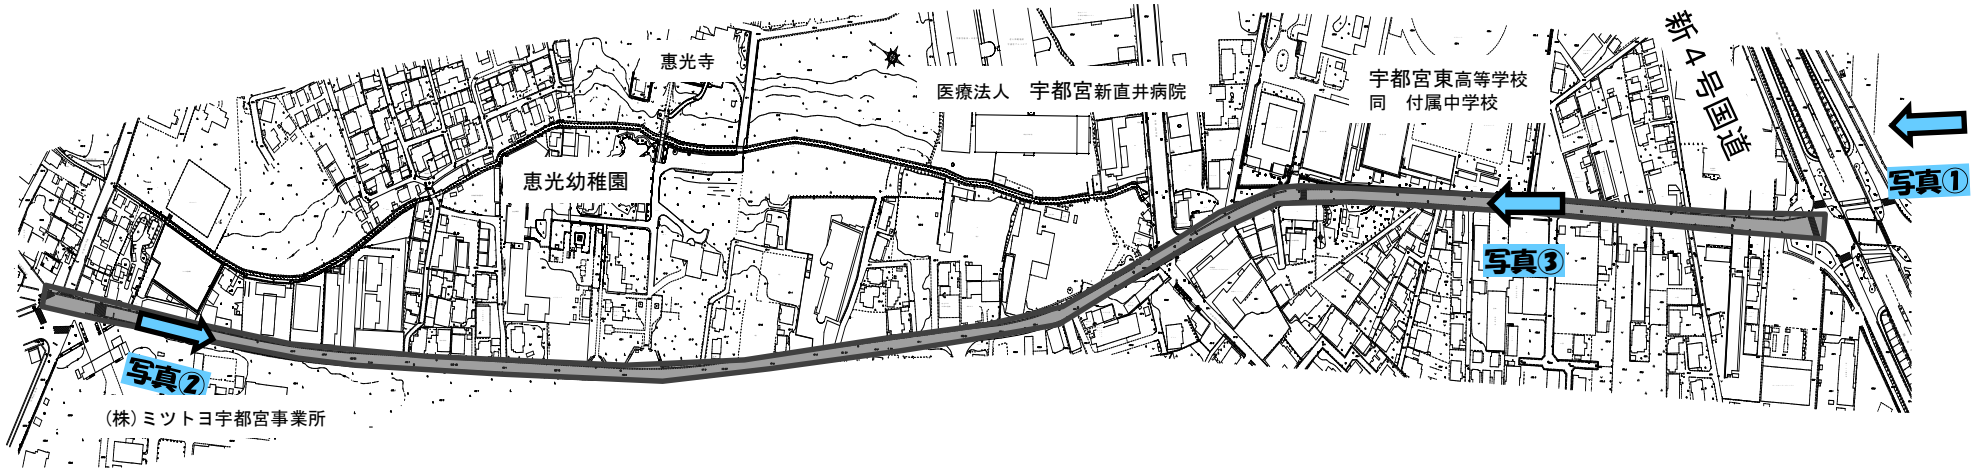 恵光寺
医療法人　宇都宮新直井病院
宇都宮東高等学校
同　付属中学校
新４号国道
写真①
恵光幼稚園
写真③
写真②
(株)ミツトヨ宇都宮事業所